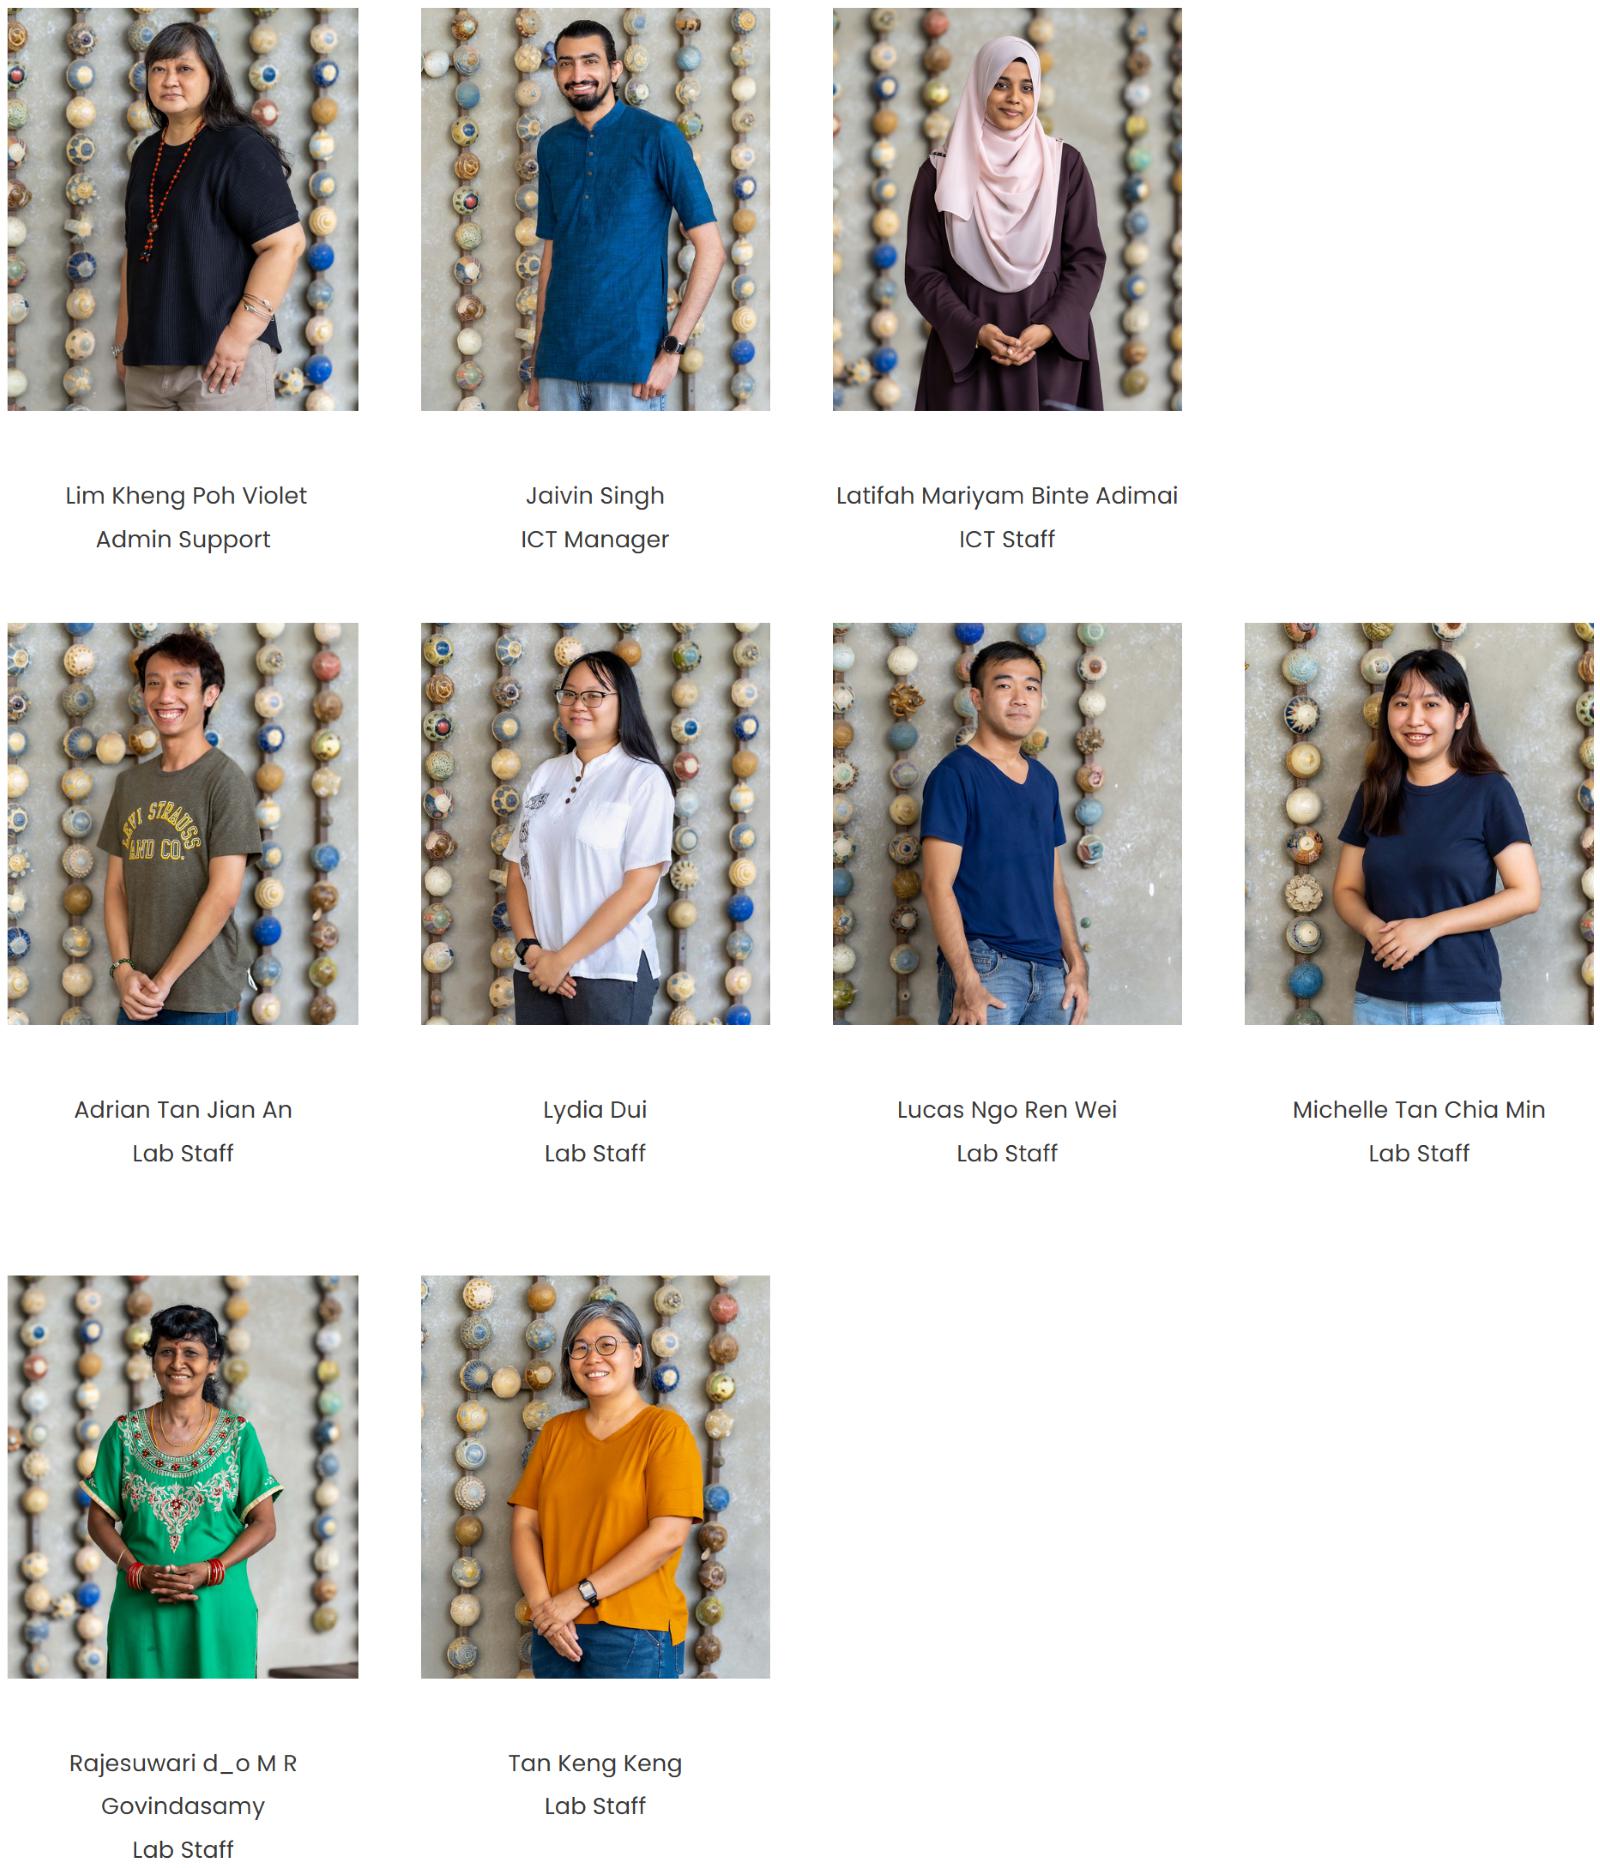 Lim Kheng Poh Violet
Admin Support
Jaivin Singh
ICT Manager
Latifah Mariyam Binte Adimai
ICT Staff
LEVI STRAUSS
AND CO.
Adrian Tan Jian An
Lab Staff
Lydia Dui
Lab Staff
Lucas Ngo Ren Wei
Lab Staff
Michelle Tan Chia Min
Lab Staff
Rajesuwari d_o M R
Govindasamy
Lab Staff
Tan Keng Keng
Lab Staff